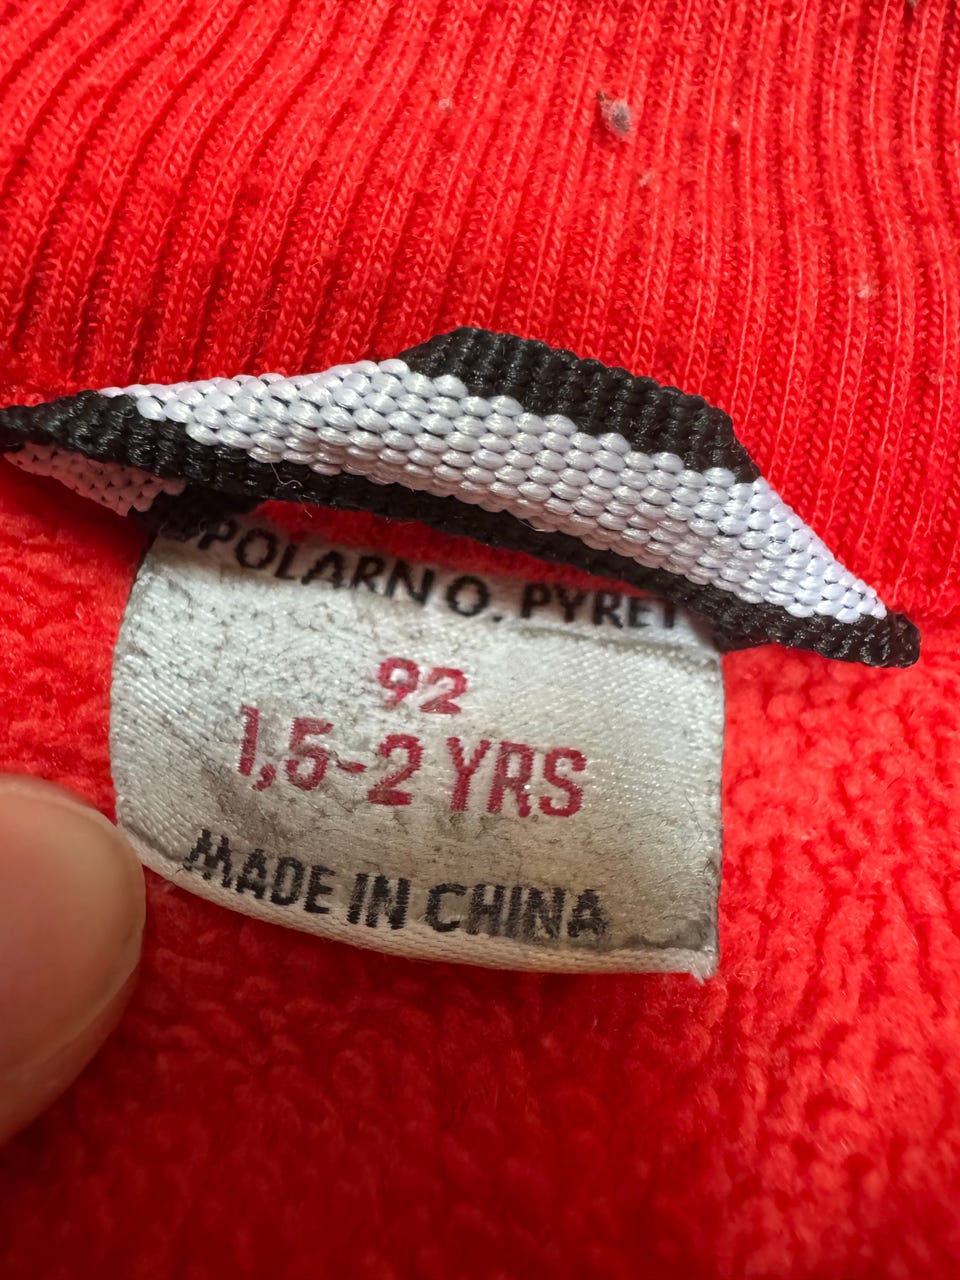 POLARN O. PYRET
92
1,5-2 YRS
MADE IN CHINA